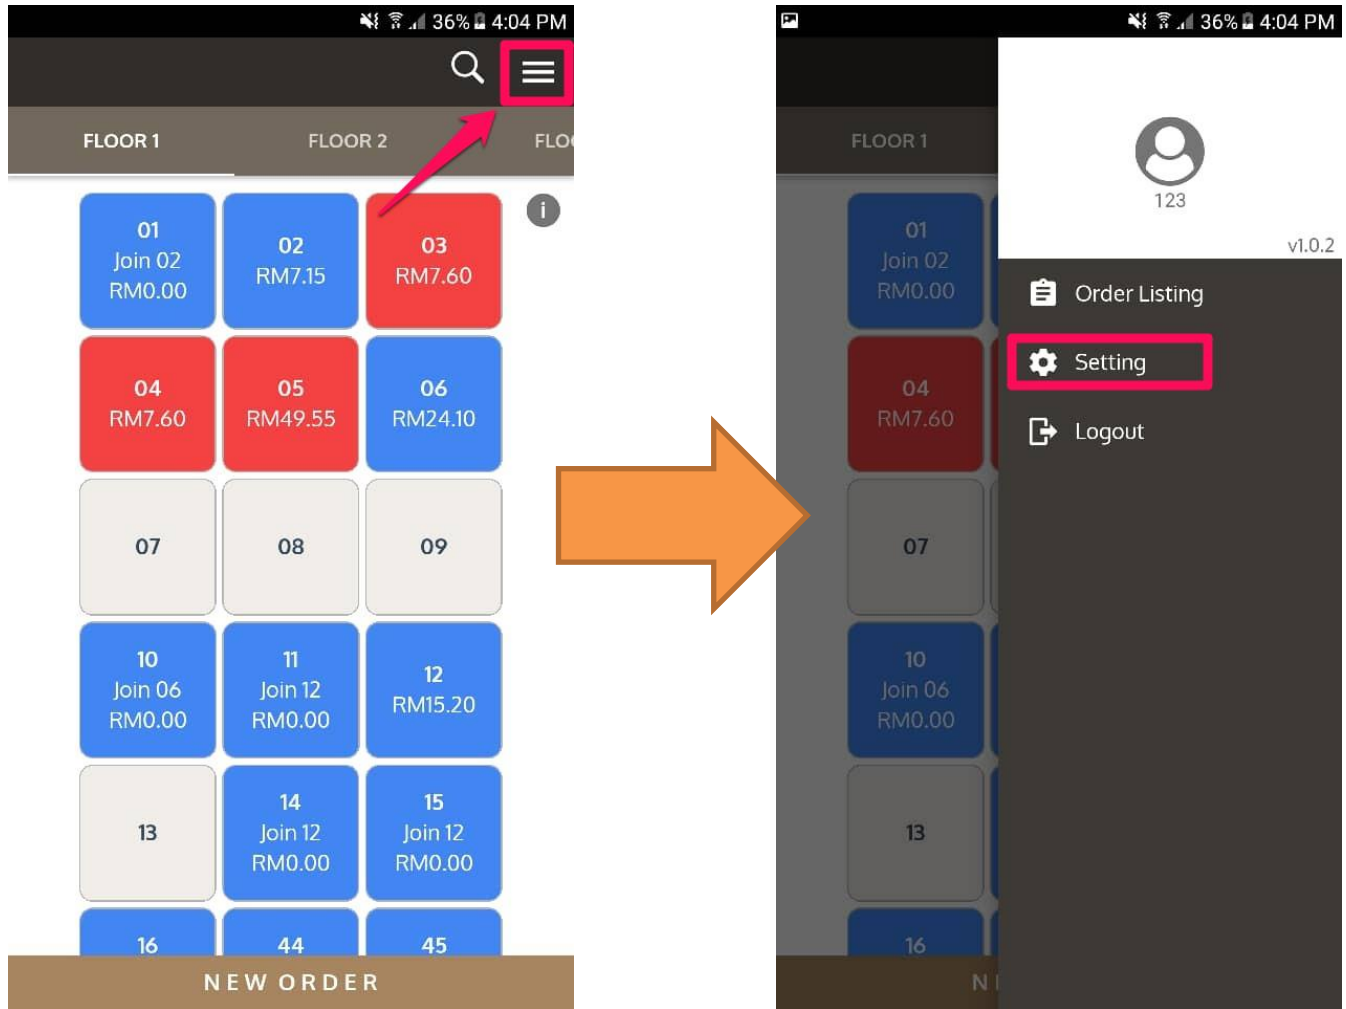 36% 4:04 PM
FLOOR 1
FLOOR 2
FLOO
i
01
Join 02
RM0.00
02
RM7.15
03
RM7.60
04
RM7.60
05
RM49.55
06
RM24.10
07
08
09
10
Join 06
RM0.00
11
Join 12
RM0.00
12
RM15.20
13
14
Join 12
RM0.00
15
Join 12
RM0.00
16
44
45
NEW ORDER
36% 4:04 PM
FLOOR 1
01
Join 02
RM0.00
04
RM7.60
07
10
Join 06
RM0.00
13
16
N
123
v1.0.2
Order Listing
Setting
Logout